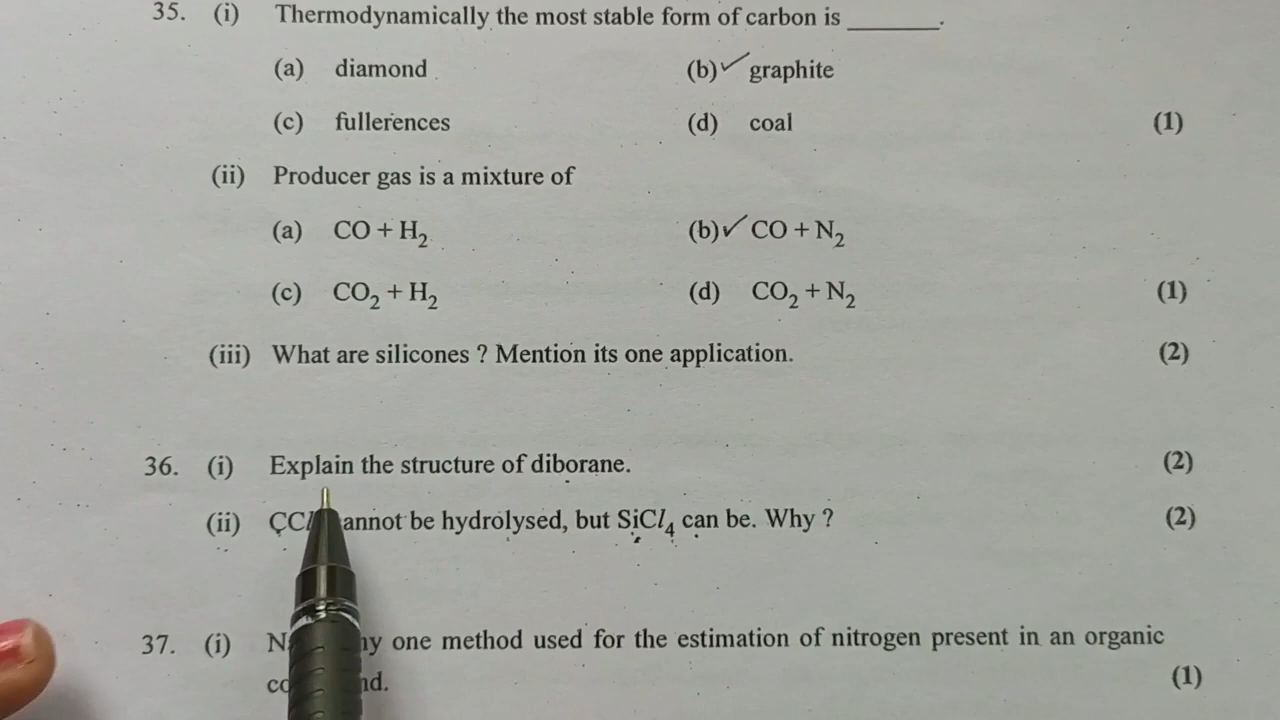 35. (i) Thermodynamically the most stable form of carbon is ______.
(a) diamond (b) ✓ graphite
(c) fullerences (d) coal (1)
(ii) Producer gas is a mixture of
(a) CO + H₂ (b) ✓ CO + N₂
(c) CO₂ + H₂ (d) CO₂ + N₂ (1)
(iii) What are silicones ? Mention its one application. (2)
36. (i) Explain the structure of diborane. (2)
(ii) be hydrolysed, but SiCl₄ can be. Why ? (2)
37. (i) one method used for the estimation of nitrogen present in an organic
(1)